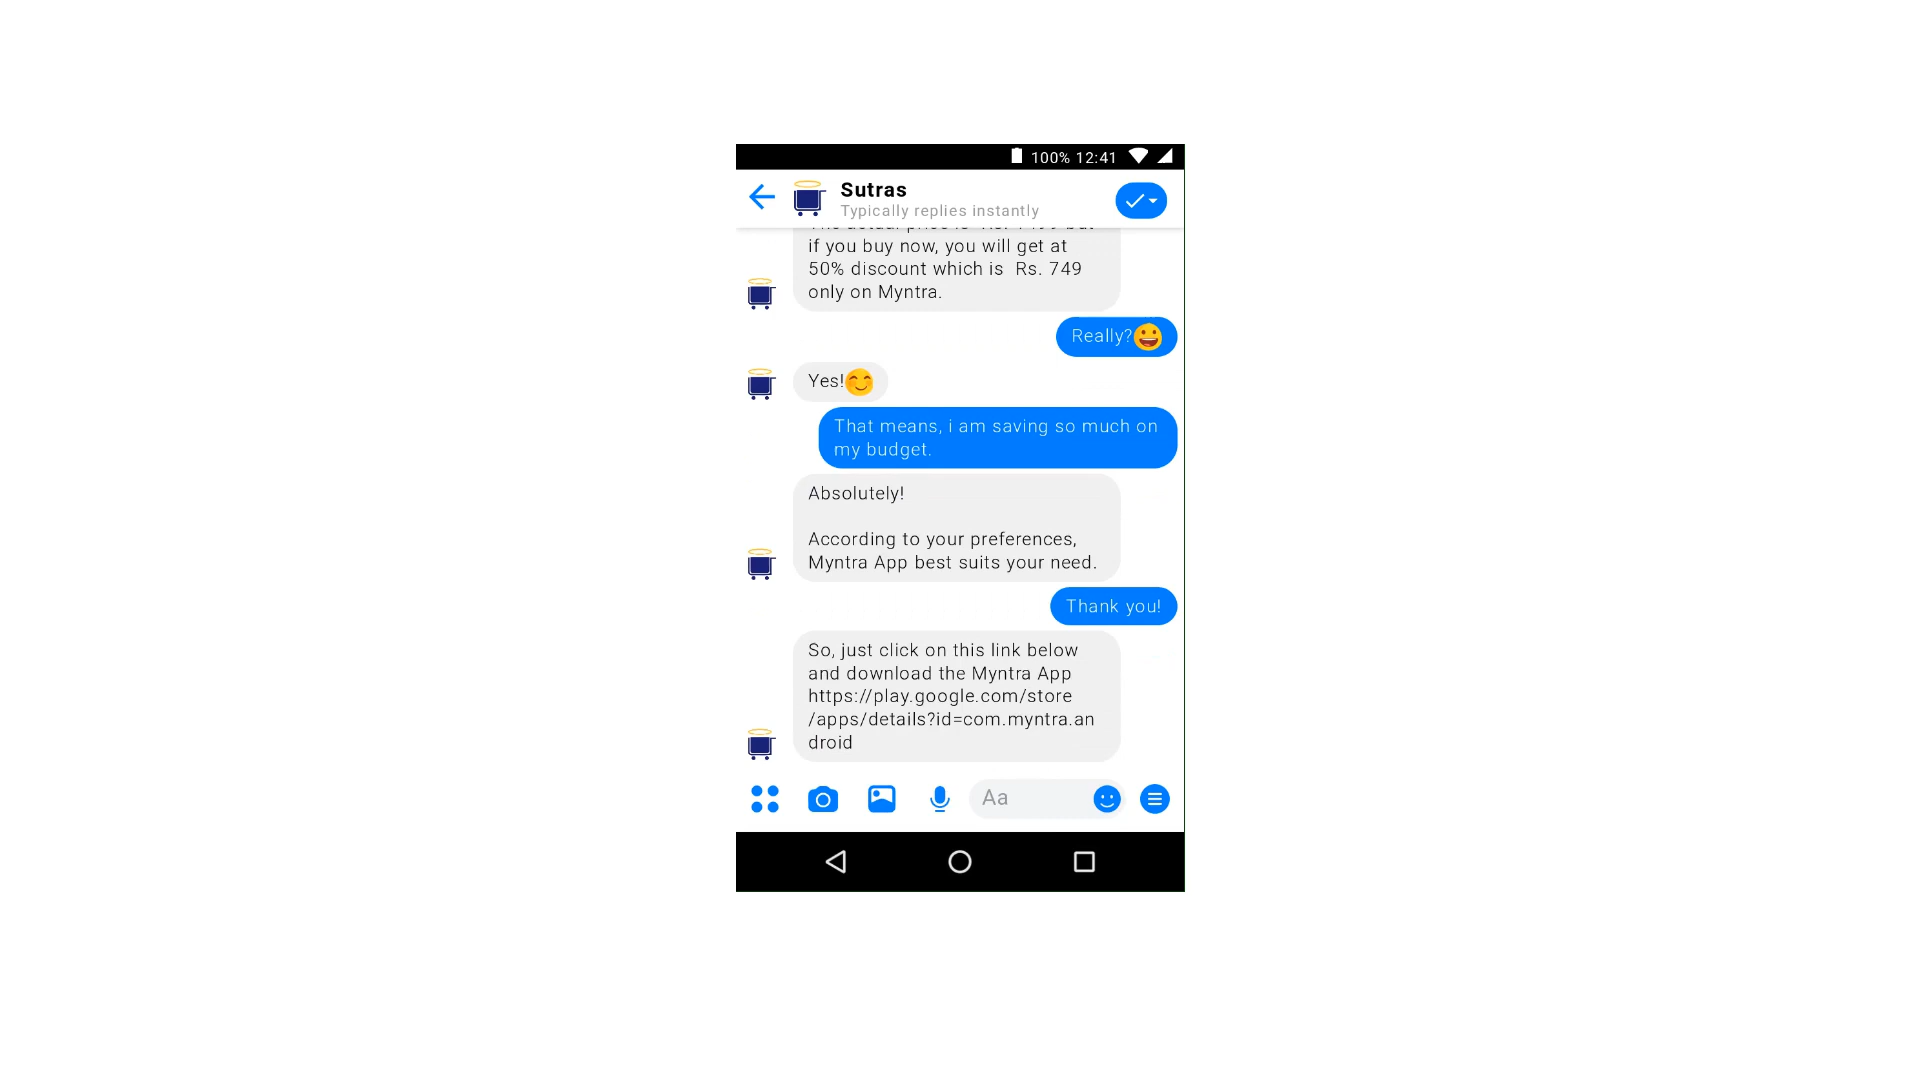 100% 12:41
Sutras
Typically replies instantly
if you buy now, you will get at
50% discount which is Rs. 749
only on Myntra.
Really?
Yes!
That means, i am saving so much on
my budget.
Absolutely!
According to your preferences,
Myntra App best suits your need.
Thank you!
So, just click on this link below
and download the Myntra App
https://play.google.com/store
/apps/details?id=com.myntra.an
droid
Aa